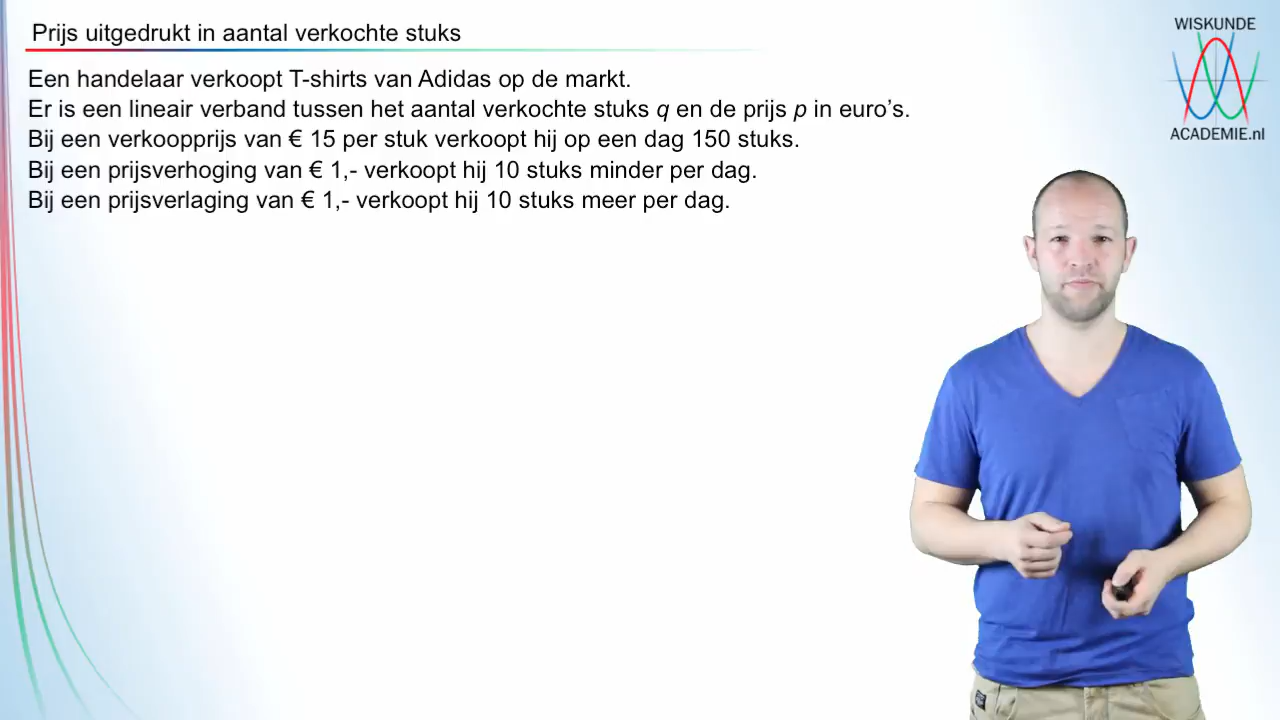 Prijs uitgedrukt in aantal verkochte stuks
WISKUNDE
ACADEMIE.nl
Een handelaar verkoopt T-shirts van Adidas op de markt.
Er is een lineair verband tussen het aantal verkochte stuks q en de prijs p in euro’s.
Bij een verkoopprijs van € 15 per stuk verkoopt hij op een dag 150 stuks.
Bij een prijsverhoging van € 1,- verkoopt hij 10 stuks minder per dag.
Bij een prijsverlaging van € 1,- verkoopt hij 10 stuks meer per dag.